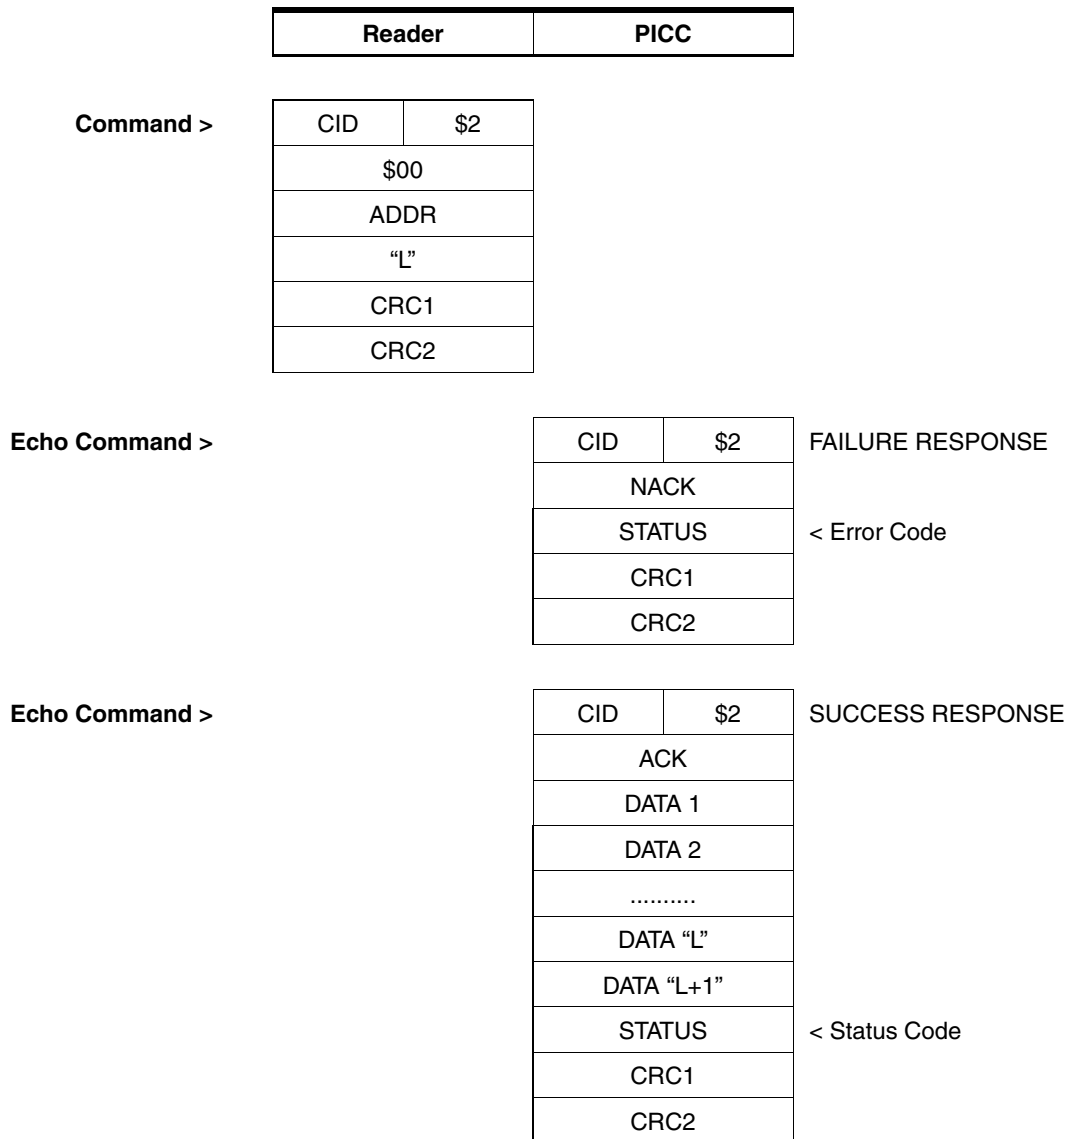 Reader PICC
Command > CID $2
$00
ADDR
“L”
CRC1
CRC2
Echo Command > CID $2 FAILURE RESPONSE
NACK
STATUS < Error Code
CRC1
CRC2
Echo Command > CID $2 SUCCESS RESPONSE
ACK
DATA 1
DATA 2
..........
DATA “L”
DATA “L+1”
STATUS < Status Code
CRC1
CRC2